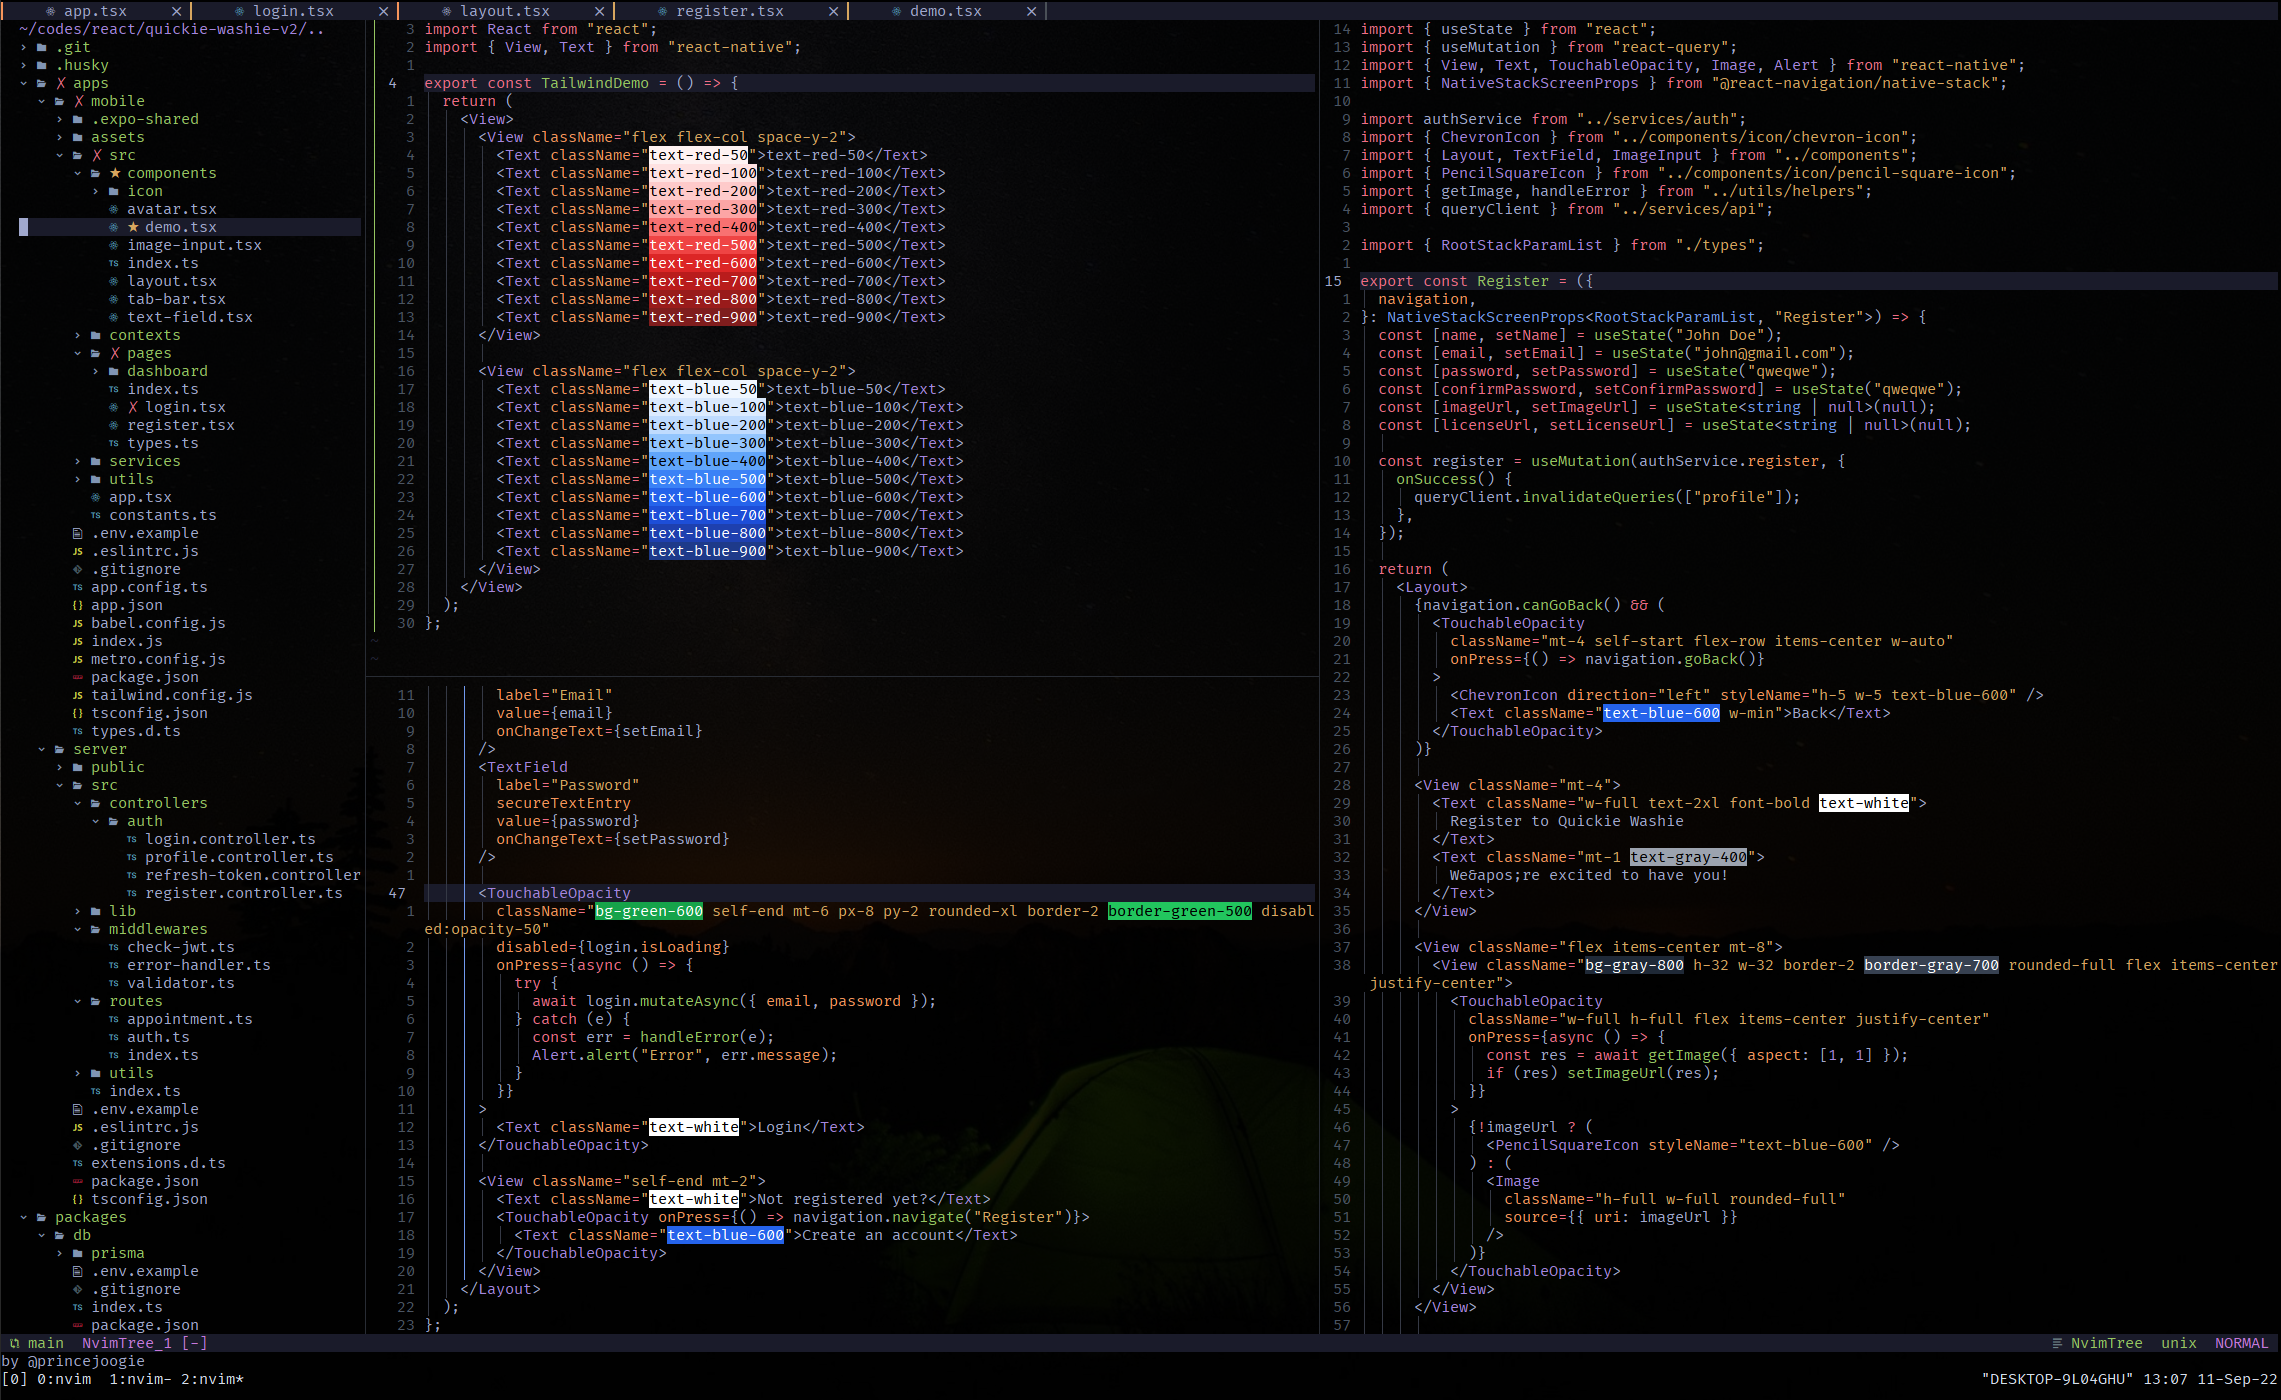 app.tsx × login.tsx × layout.tsx × register.tsx × demo.tsx ×
~/codes/react/quickie-washie-v2/..
› .git
› .husky
⌄ ✗ apps
⌄ ✗ mobile
› .expo-shared
› assets
⌄ ✗ src
⌄ ★ components
› icon
avatar.tsx
★ demo.tsx
image-input.tsx
TS index.ts
layout.tsx
tab-bar.tsx
text-field.tsx
› contexts
⌄ ✗ pages
› dashboard
TS index.ts
✗ login.tsx
register.tsx
TS types.ts
› services
› utils
app.tsx
TS constants.ts
.env.example
JS .eslintrc.js
.gitignore
TS app.config.ts
{} app.json
JS babel.config.js
JS index.js
JS metro.config.js
package.json
JS tailwind.config.js
{} tsconfig.json
TS types.d.ts
⌄ server
› public
⌄ src
⌄ controllers
⌄ auth
TS login.controller.ts
TS profile.controller.ts
TS refresh-token.controller
TS register.controller.ts
› lib
⌄ middlewares
TS check-jwt.ts
TS error-handler.ts
TS validator.ts
⌄ routes
TS appointment.ts
TS auth.ts
TS index.ts
› utils
TS index.ts
.env.example
JS .eslintrc.js
.gitignore
TS extensions.d.ts
package.json
{} tsconfig.json
⌄ packages
⌄ db
› prisma
.env.example
.gitignore
TS index.ts
package.json
3 import React from "react";
2 import { View, Text } from "react-native";
1
4 export const TailwindDemo = () => {
1 return (
2 <View>
3 <View className="flex flex-col space-y-2">
4 <Text className="text-red-50">text-red-50</Text>
5 <Text className="text-red-100">text-red-100</Text>
6 <Text className="text-red-200">text-red-200</Text>
7 <Text className="text-red-300">text-red-300</Text>
8 <Text className="text-red-400">text-red-400</Text>
9 <Text className="text-red-500">text-red-500</Text>
10 <Text className="text-red-600">text-red-600</Text>
11 <Text className="text-red-700">text-red-700</Text>
12 <Text className="text-red-800">text-red-800</Text>
13 <Text className="text-red-900">text-red-900</Text>
14 </View>
15
16 <View className="flex flex-col space-y-2">
17 <Text className="text-blue-50">text-blue-50</Text>
18 <Text className="text-blue-100">text-blue-100</Text>
19 <Text className="text-blue-200">text-blue-200</Text>
20 <Text className="text-blue-300">text-blue-300</Text>
21 <Text className="text-blue-400">text-blue-400</Text>
22 <Text className="text-blue-500">text-blue-500</Text>
23 <Text className="text-blue-600">text-blue-600</Text>
24 <Text className="text-blue-700">text-blue-700</Text>
25 <Text className="text-blue-800">text-blue-800</Text>
26 <Text className="text-blue-900">text-blue-900</Text>
27 </View>
28 </View>
29 );
30 };
~
~
11 label="Email"
10 value={email}
9 onChangeText={setEmail}
8 />
7 <TextField
6 label="Password"
5 secureTextEntry
4 value={password}
3 onChangeText={setPassword}
2 />
1
47 <TouchableOpacity
1 className="bg-green-600 self-end mt-6 px-8 py-2 rounded-xl border-2 border-green-500 disabl
ed:opacity-50"
2 disabled={login.isLoading}
3 onPress={async () => {
4 try {
5 await login.mutateAsync({ email, password });
6 } catch (e) {
7 const err = handleError(e);
8 Alert.alert("Error", err.message);
9 }
10 }}
11 >
12 <Text className="text-white">Login</Text>
13 </TouchableOpacity>
14
15 <View className="self-end mt-2">
16 <Text className="text-white">Not registered yet?</Text>
17 <TouchableOpacity onPress={() => navigation.navigate("Register")}>
18 <Text className="text-blue-600">Create an account</Text>
19 </TouchableOpacity>
20 </View>
21 </Layout>
22 );
23 };
14 import { useState } from "react";
13 import { useMutation } from "react-query";
12 import { View, Text, TouchableOpacity, Image, Alert } from "react-native";
11 import { NativeStackScreenProps } from "@react-navigation/native-stack";
10
9 import authService from "../services/auth";
8 import { ChevronIcon } from "../components/icon/chevron-icon";
7 import { Layout, TextField, ImageInput } from "../components";
6 import { PencilSquareIcon } from "../components/icon/pencil-square-icon";
5 import { getImage, handleError } from "../utils/helpers";
4 import { queryClient } from "../services/api";
3
2 import { RootStackParamList } from "./types";
1
15 export const Register = ({
1 navigation,
2 }: NativeStackScreenProps<RootStackParamList, "Register">) => {
3 const [name, setName] = useState("John Doe");
4 const [email, setEmail] = useState("john@gmail.com");
5 const [password, setPassword] = useState("qweqwe");
6 const [confirmPassword, setConfirmPassword] = useState("qweqwe");
7 const [imageUrl, setImageUrl] = useState<string | null>(null);
8 const [licenseUrl, setLicenseUrl] = useState<string | null>(null);
9
10 const register = useMutation(authService.register, {
11 onSuccess() {
12 queryClient.invalidateQueries(["profile"]);
13 },
14 });
15
16 return (
17 <Layout>
18 {navigation.canGoBack() && (
19 <TouchableOpacity
20 className="mt-4 self-start flex-row items-center w-auto"
21 onPress={() => navigation.goBack()}
22 >
23 <ChevronIcon direction="left" styleName="h-5 w-5 text-blue-600" />
24 <Text className="text-blue-600 w-min">Back</Text>
25 </TouchableOpacity>
26 )}
27
28 <View className="mt-4">
29 <Text className="w-full text-2xl font-bold text-white">
30 Register to Quickie Washie
31 </Text>
32 <Text className="mt-1 text-gray-400">
33 We&apos;re excited to have you!
34 </Text>
35 </View>
36
37 <View className="flex items-center mt-8">
38 <View className="bg-gray-800 h-32 w-32 border-2 border-gray-700 rounded-full flex items-center
justify-center">
39 <TouchableOpacity
40 className="w-full h-full flex items-center justify-center"
41 onPress={async () => {
42 const res = await getImage({ aspect: [1, 1] });
43 if (res) setImageUrl(res);
44 }}
45 >
46 {!imageUrl ? (
47 <PencilSquareIcon styleName="text-blue-600" />
48 ) : (
49 <Image
50 className="h-full w-full rounded-full"
51 source={{ uri: imageUrl }}
52 />
53 )}
54 </TouchableOpacity>
55 </View>
56 </View>
57
main NvimTree_1 [-] NvimTree unix NORMAL
by @princejoogie
[0] 0:nvim 1:nvim- 2:nvim* "DESKTOP-9L04GHU" 13:07 11-Sep-22